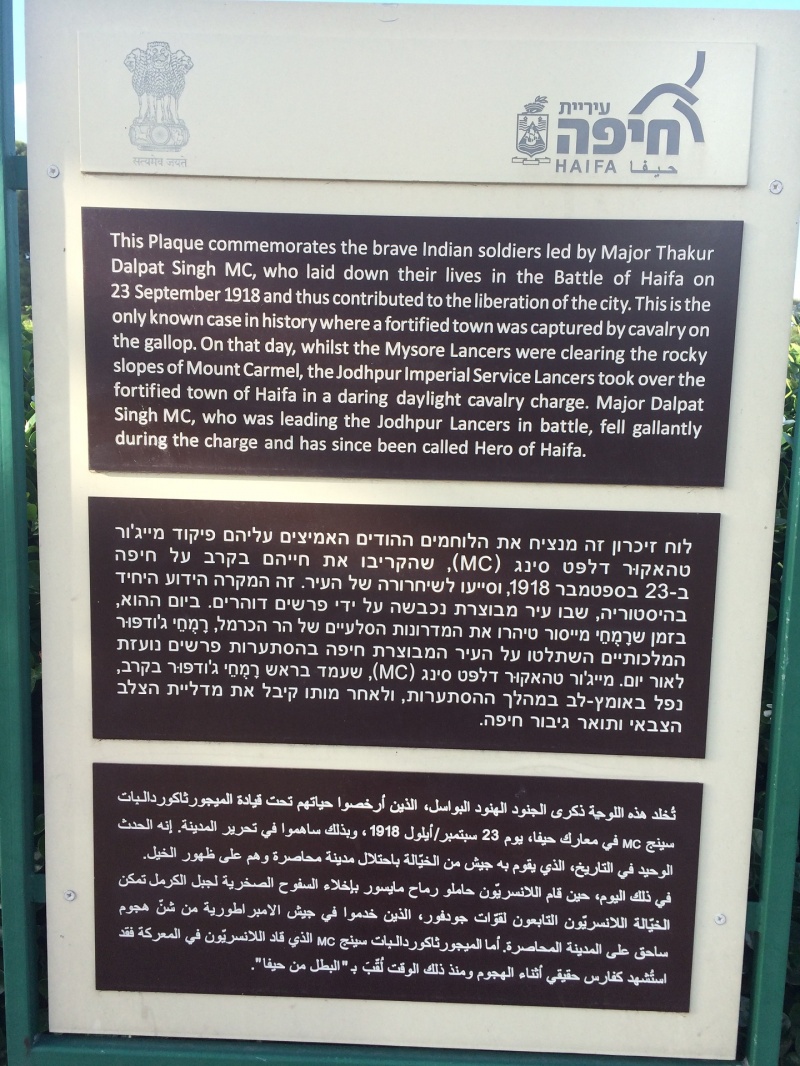 सत्यमेव जयते
עיריית
חיפה
HAIFA حيفا
This Plaque commemorates the brave Indian soldiers led by Major Thakur
Dalpat Singh MC, who laid down their lives in the Battle of Haifa on
23 September 1918 and thus contributed to the liberation of the city. This is the
only known case in history where a fortified town was captured by cavalry on
the gallop. On that day, whilst the Mysore Lancers were clearing the rocky
slopes of Mount Carmel, the Jodhpur Imperial Service Lancers took over the
fortified town of Haifa in a daring daylight cavalry charge. Major Dalpat
Singh MC, who was leading the Jodhpur Lancers in battle, fell gallantly
during the charge and has since been called Hero of Haifa.
לוח זיכרון זה מנציח את הלוחמים ההודים האמיצים עליהם פיקוד מייג'ור
טהאקוּר דלפּט סינג (MC), שהקריבו את חייהם בקרב על חיפה
ב-23 בספטמבר 1918, וסייעו לשיחרורה של העיר. זה המקרה הידוע היחיד
בהיסטוריה, שבו עיר מבוצרת נכבשה על ידי פרשים דוהרים. ביום ההוא,
בזמן שרָמָחֵי מייסור טיהרו את המדרונות הסלעיים של הר הכרמל, רָמָחֵי ג'ודפּוּר
המלכותיים השתלטו על העיר המבוצרת חיפה בהסתערות פרשים נועזת
לאור יום. מייג'ור טהאקוּר דלפּט סינג (MC), שעמד בראש רָמָחֵי ג'ודפּוּר בקרב,
נפל באומץ-לב במהלך ההסתערות, ולאחר מותו קיבל את מדליית הצלב
הצבאי ותואר גיבור חיפה.
تُخلد هذه اللوحة ذكرى الجنود الهنود البواسل، الذين أرخصوا حياتهم تحت قيادة الميجورثاكوردالبات
سينج MC في معارك حيفا، يوم 23 سبتمبر/أيلول 1918، وبذلك ساهموا في تحرير المدينة. إنه الحدث
الوحيد في التاريخ، الذي يقوم به جيش من الخيّالة باحتلال مدينة محاصرة وهم على ظهور الخيل.
في ذلك اليوم، حين قام اللانسريّون حاملو رماح مايسور بإخلاء السفوح الصخرية لجبل الكرمل تمكن
الخيّالة اللانسريّون التابعون لقوّات جودفور، الذين خدموا في جيش الامبراطورية من شنّ هجوم
ساحق على المدينة المحاصرة. أما الميجورثاكوردالبات سينج MC الذي قاد اللانسريّون في المعركة فقد
استُشهد كفارس حقيقي أثناء الهجوم ومنذ ذلك الوقت لُقّبَ بـ "البطل من حيفا".